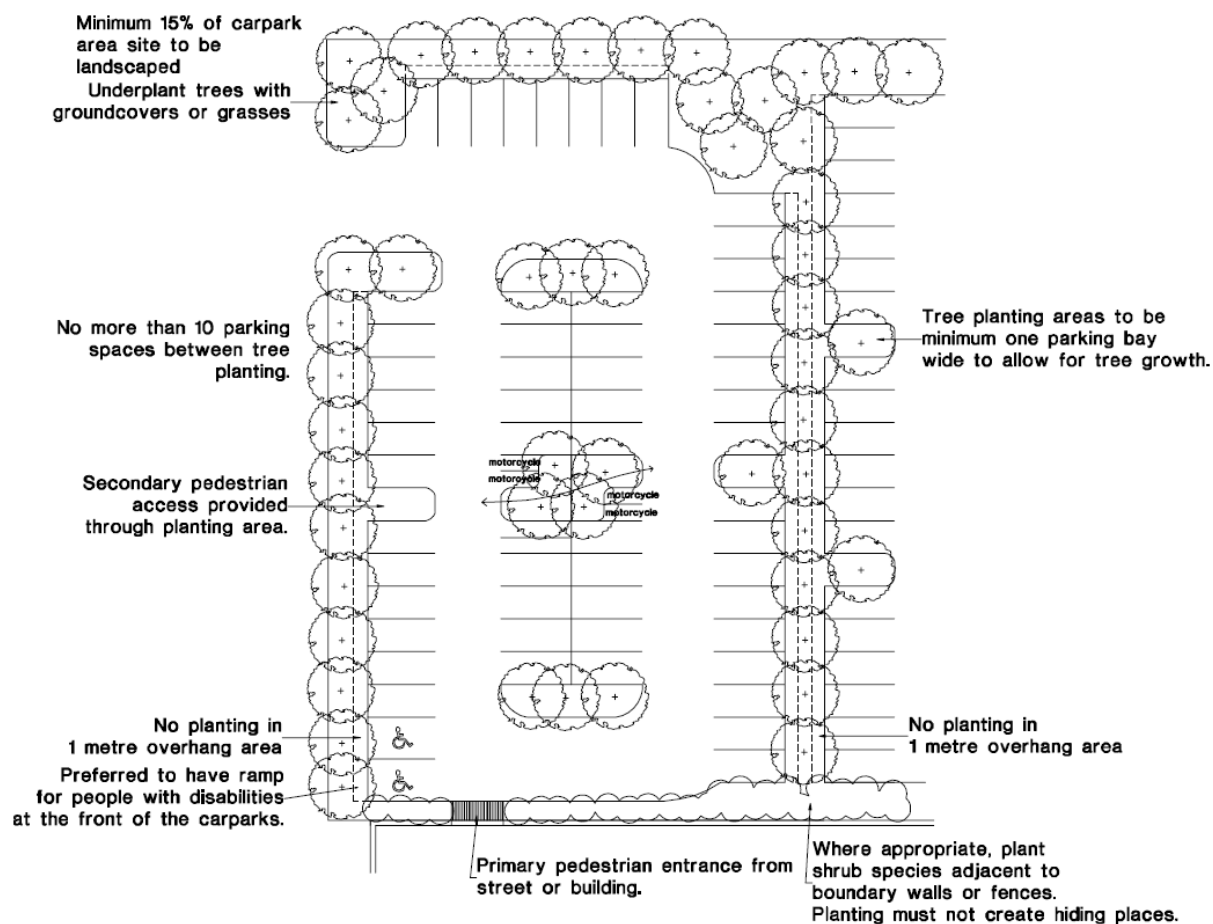 Minimum 15% of carpark
area site to be
landscaped
Underplant trees with
groundcovers or grasses
No more than 10 parking
spaces between tree
planting.
Tree planting areas to be
minimum one parking bay
wide to allow for tree growth.
motorcycle
motorcycle
motorcycle
motorcycle
Secondary pedestrian
access provided
through planting area.
No planting in
1 metre overhang area
No planting in
1 metre overhang area
Preferred to have ramp
for people with disabilities
at the front of the carparks.
Primary pedestrian entrance from
street or building.
Where appropriate, plant
shrub species adjacent to
boundary walls or fences.
Planting must not create hiding places.